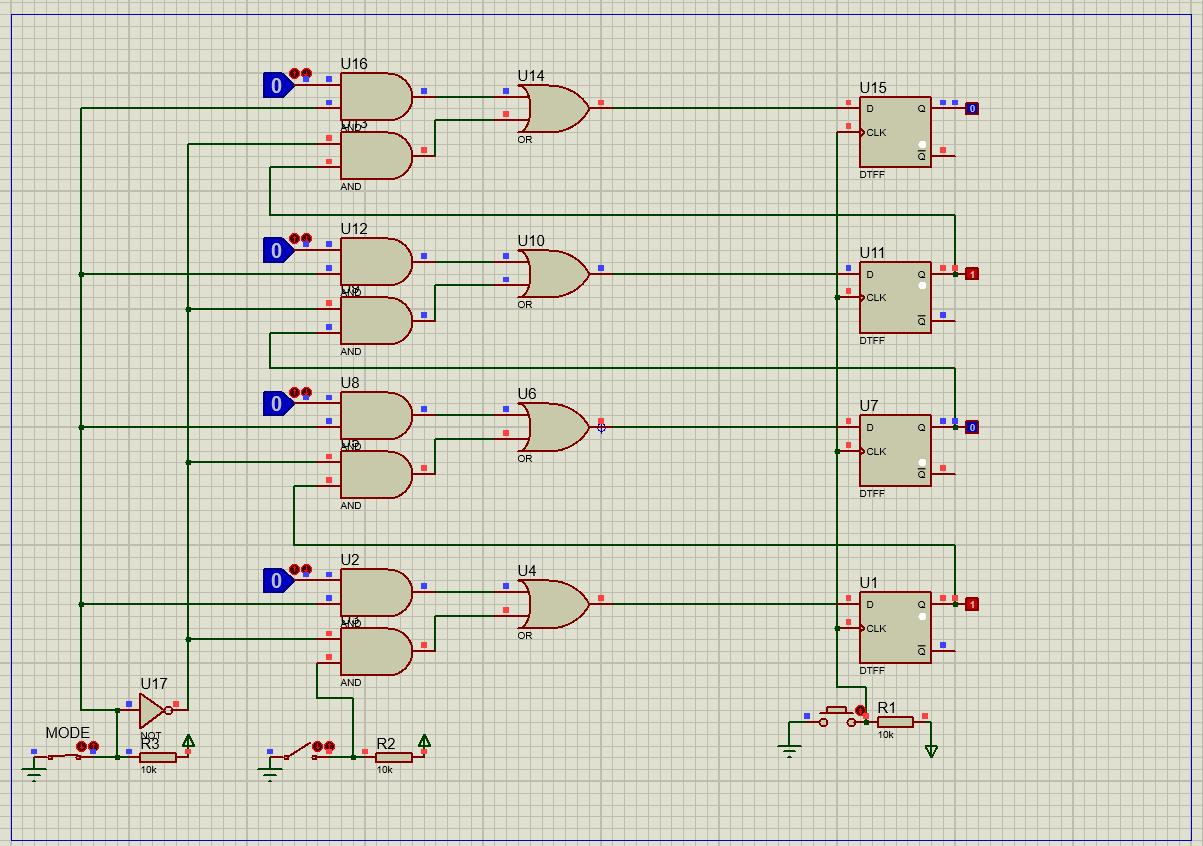 U16
0
AND
U13
AND
U14
OR
U15
D Q
CLK
Q
DTFF
0
U12
0
AND
U9
AND
U10
OR
U11
D Q
CLK
Q
DTFF
1
U8
0
AND
U5
AND
U6
OR
U7
D Q
CLK
Q
DTFF
0
U2
0
AND
U3
AND
U4
OR
U1
D Q
CLK
Q
DTFF
1
U17
NOT
MODE
R3
10k
R2
10k
R1
10k